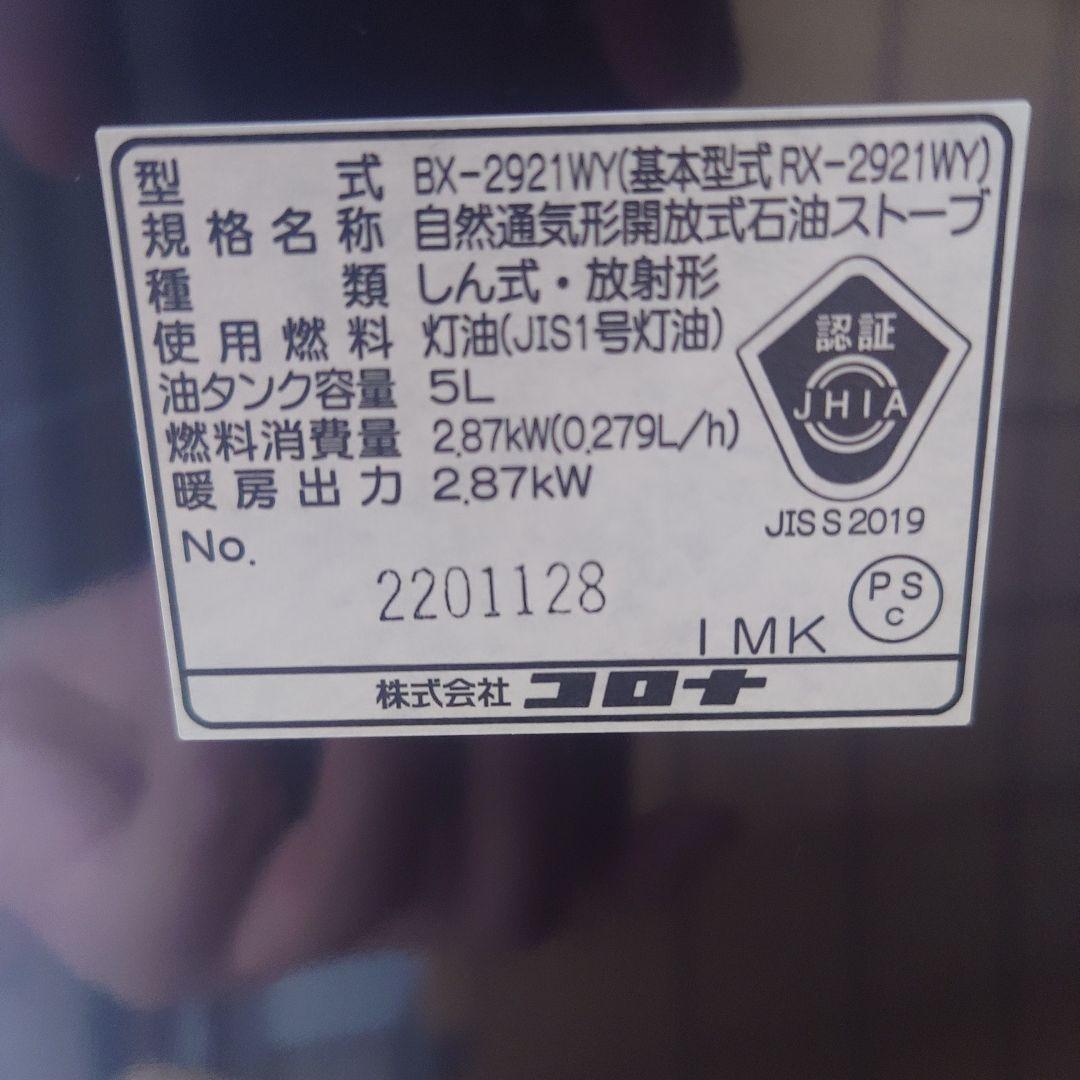 型式 BX-2921WY(基本型式RX-2921WY)
規格名称 自然通気形開放式石油ストーブ
種類 しん式・放射形
使用燃料 灯油(JIS1号灯油)
油タンク容量 5L
燃料消費量 2.87kW(0.279L/h)
暖房出力 2.87kW
認証
JHIA
JIS S 2019
No.
2201128
IMK
PS
C
株式会社コロナ